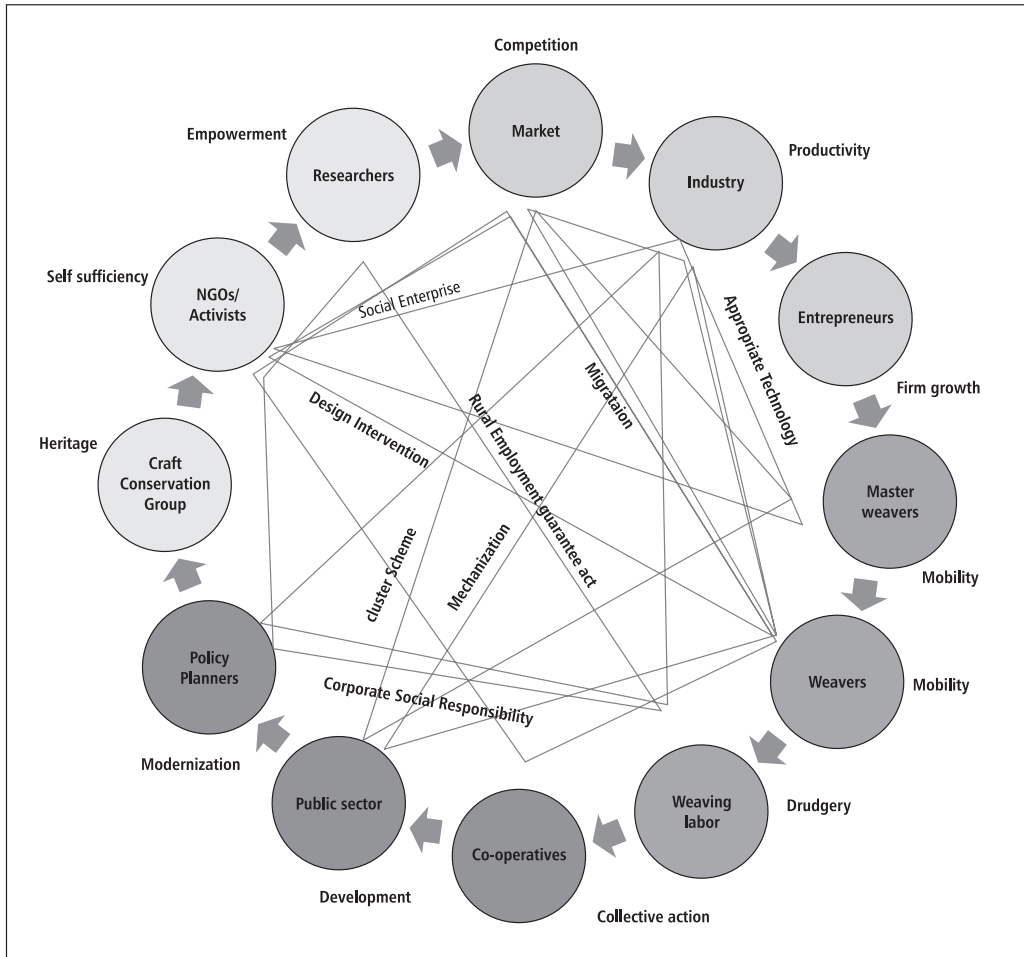 Competition
Market
Productivity
Industry
Entrepreneurs
Firm growth
Master
weavers
Mobility
Weavers
Mobility
Weaving
labor
Drudgery
Co-operatives
Collective action
Public sector
Development
Policy
Planners
Modernization
Craft
Conservation
Group
Heritage
NGOs/
Activists
Self sufficiency
Researchers
Empowerment
Social Enterprise
Design Intervention
Rural Employment guarantee act
Migrataion
Appropriate Technology
cluster Scheme
Mechanization
Corporate Social Responsibility